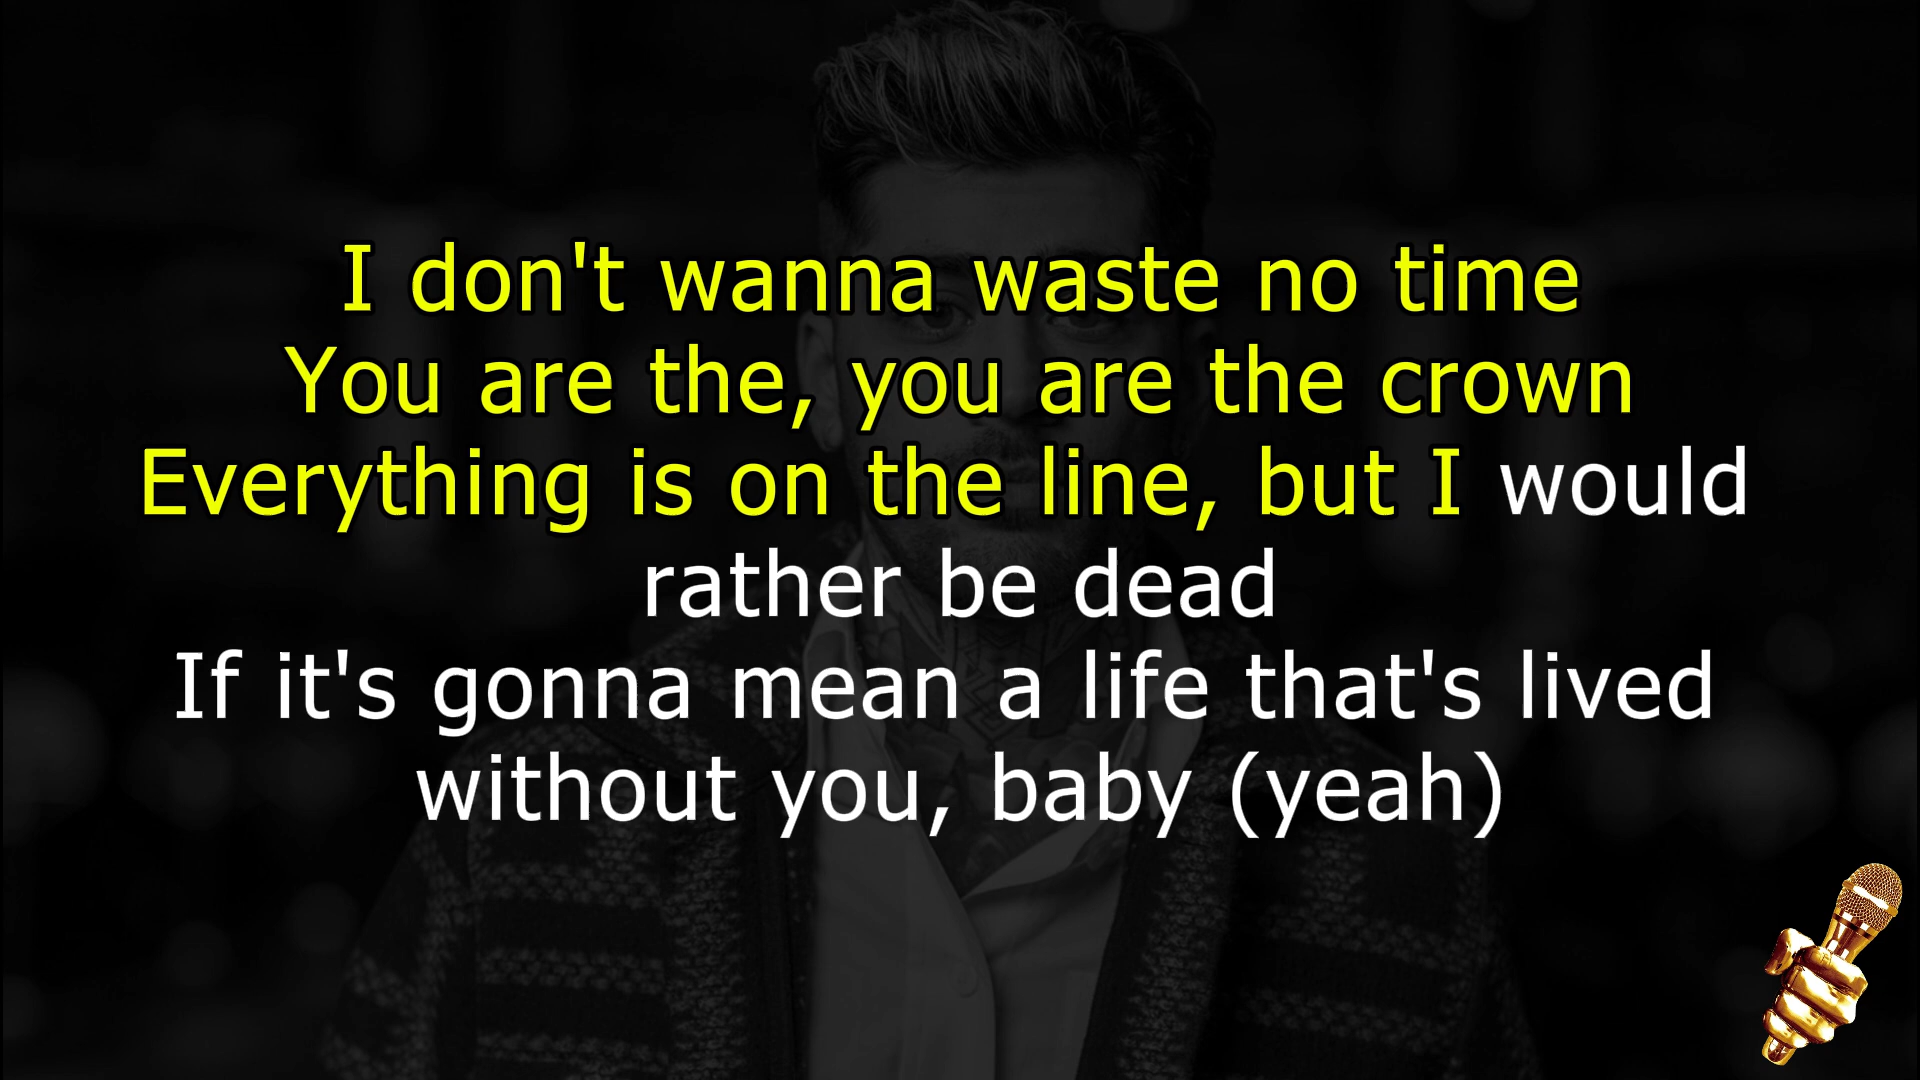 I don't wanna waste no time
You are the, you are the crown
Everything is on the line, but I would
rather be dead
If it's gonna mean a life that's lived
without you, baby (yeah)